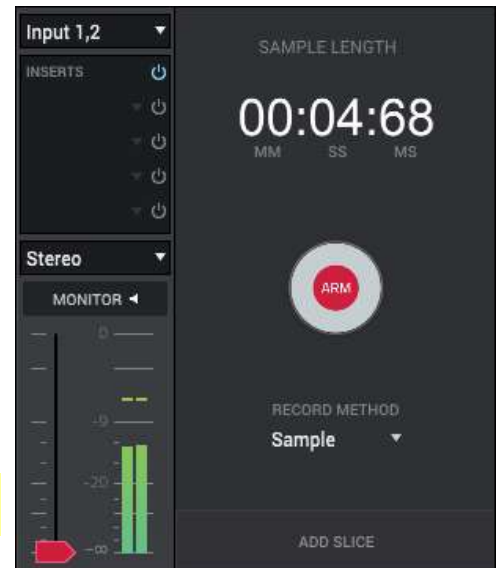 Input 1,2
INSERTS
Stereo
MONITOR
0
-9
-20
-∞
SAMPLE LENGTH
00:04:68
MM SS MS
ARM
RECORD METHOD
Sample
ADD SLICE